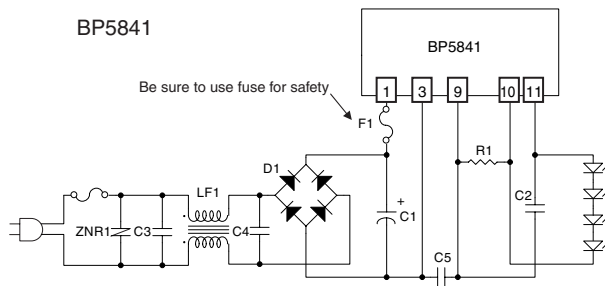 BP5841
BP5841
1 3 9 10 11
Be sure to use fuse for safety
F1
R1
D1
LF1
+
C1
C2
ZNR1
C3
C4
C5